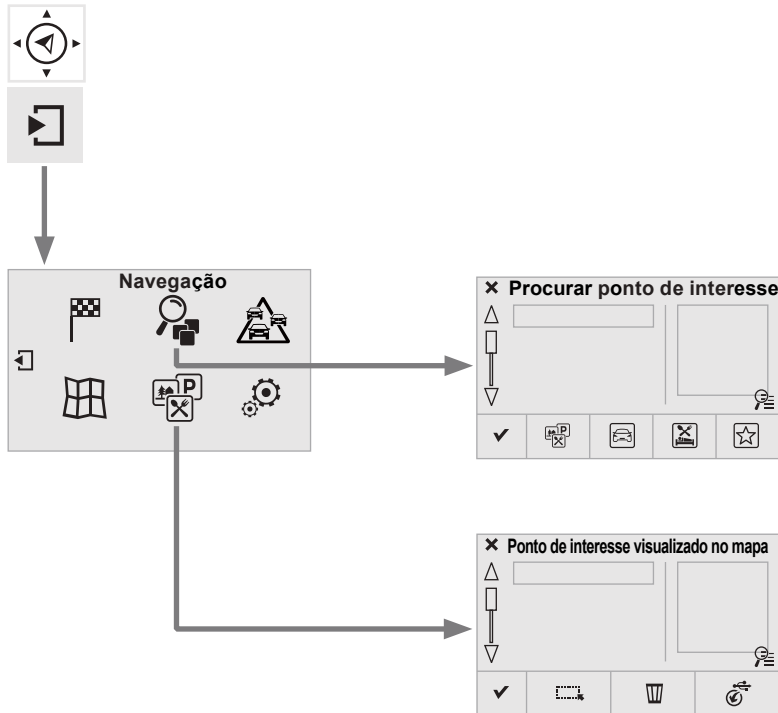 Navegação
Procurar ponto de interesse
P
P
Ponto de interesse visualizado no mapa